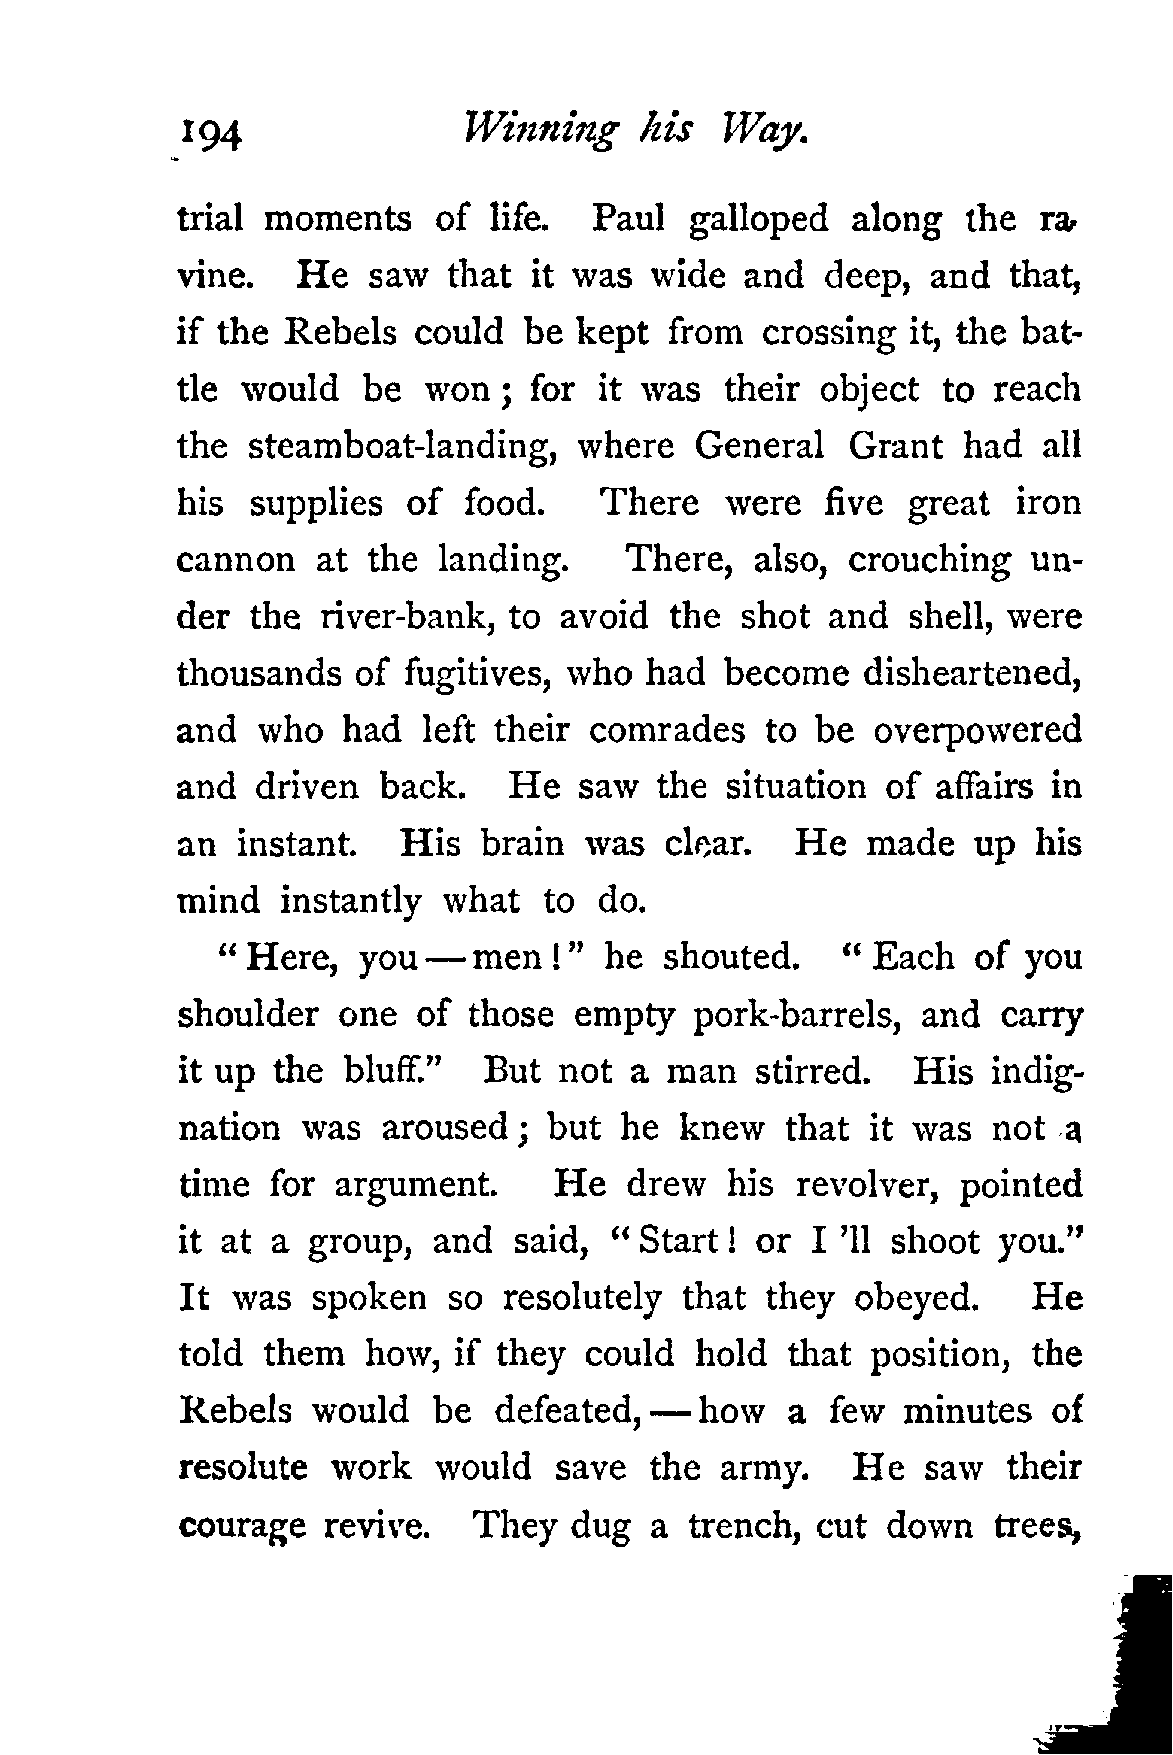 194 Winning his Way.
trial moments of life. Paul galloped along the ra-
vine. He saw that it was wide and deep, and that,
if the Rebels could be kept from crossing it, the bat-
tle would be won; for it was their object to reach
the steamboat-landing, where General Grant had all
his supplies of food. There were five great iron
cannon at the landing. There, also, crouching un-
der the river-bank, to avoid the shot and shell, were
thousands of fugitives, who had become disheartened,
and who had left their comrades to be overpowered
and driven back. He saw the situation of affairs in
an instant. His brain was clear. He made up his
mind instantly what to do.
"Here, you—men!" he shouted. "Each of you
shoulder one of those empty pork-barrels, and carry
it up the bluff." But not a man stirred. His indig-
nation was aroused; but he knew that it was not a
time for argument. He drew his revolver, pointed
it at a group, and said, "Start! or I 'll shoot you."
It was spoken so resolutely that they obeyed. He
told them how, if they could hold that position, the
Rebels would be defeated,—how a few minutes of
resolute work would save the army. He saw their
courage revive. They dug a trench, cut down trees,